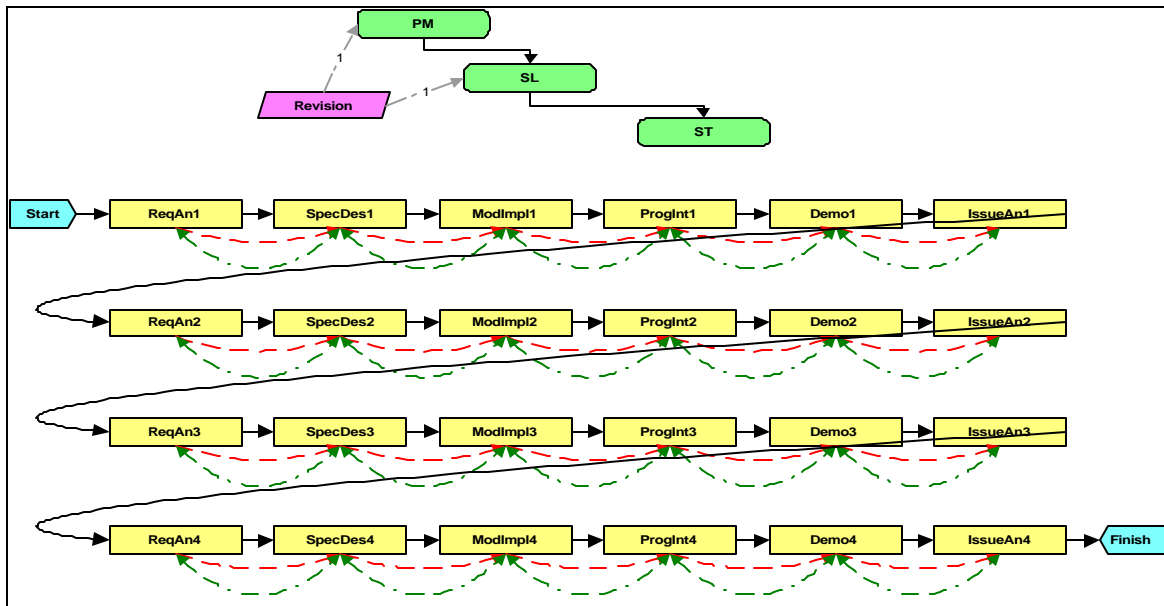 PM
1
SL
1
Revision
ST
Start
ReqAn1
SpecDes1
ModImpl1
ProgInt1
Demo1
IssueAn1
ReqAn2
SpecDes2
ModImpl2
ProgInt2
Demo2
IssueAn2
ReqAn3
SpecDes3
ModImpl3
ProgInt3
Demo3
IssueAn3
ReqAn4
SpecDes4
ModImpl4
ProgInt4
Demo4
IssueAn4
Finish